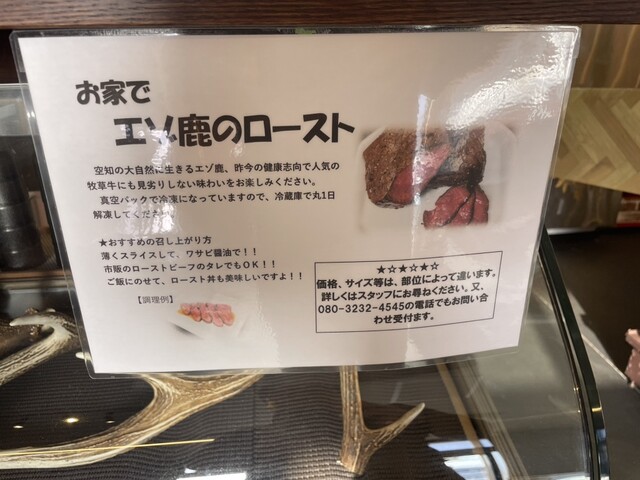 お家で
エゾ鹿のロースト
空知の大自然に生きるエゾ鹿、昨今の健康志向で人気の
牧草牛にも見劣りしない味わいをお楽しみください。
真空パックで冷凍になっていますので、冷蔵庫で丸1日
解凍してください。
★おすすめの召し上がり方
薄くスライスして、ワサビ醤油で！！
市販のローストビーフのタレでもOK！！
ご飯にのせて、ロースト丼も美味しいですよ！！
【調理例】
☆★☆★☆★
価格、サイズ等は、部位によって違います。
詳しくはスタッフにお尋ねください。又、
080-3232-4545の電話でもお問い合
わせ受付ます。